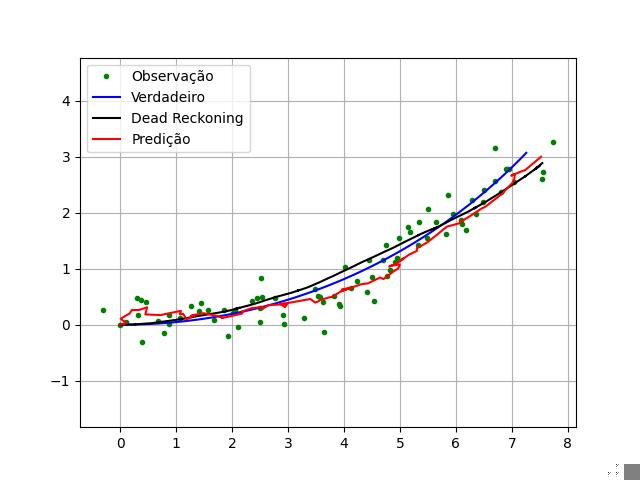 Observação
Verdadeiro
Dead Reckoning
Predição
4
3
2
1
0
−1
0 1 2 3 4 5 6 7 8